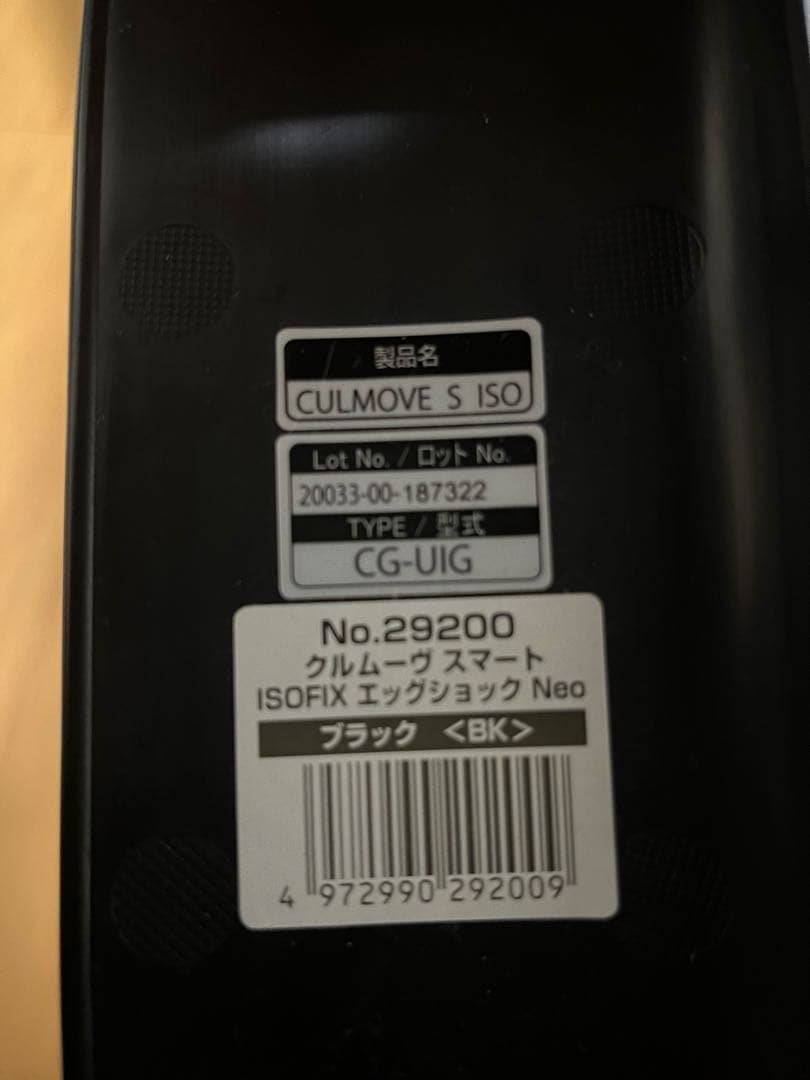 製品名
CULMOVE S ISO
Lot No. / ロット No.
20033-00-187322
TYPE / 型式
CG-UIG
No.29200
クルムーヴ スマート
ISOFIX エッグショック Neo
ブラック <BK>
4 972990 292009